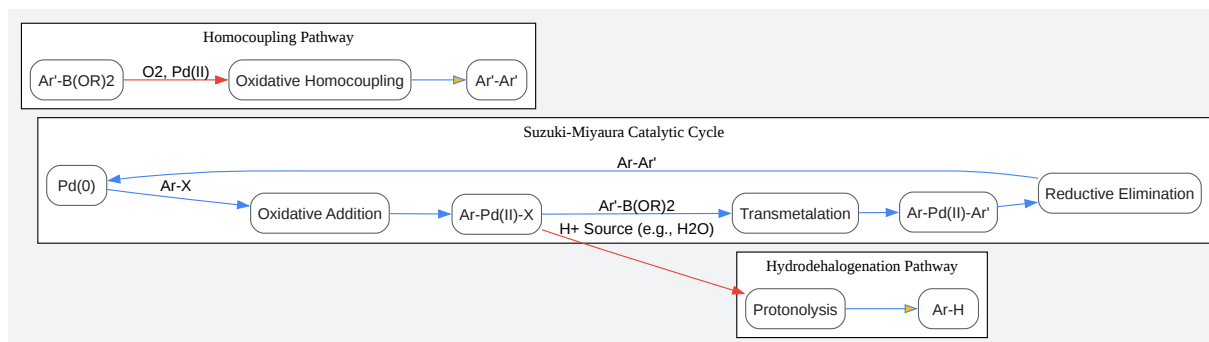 Homocoupling Pathway
Ar'-B(OR)2
O2, Pd(II)
Oxidative Homocoupling
Ar'-Ar'
Suzuki-Miyaura Catalytic Cycle
Ar-Ar'
Pd(0)
Ar-X
Oxidative Addition
Ar-Pd(II)-X
Ar'-B(OR)2
H+ Source (e.g., H2O)
Transmetalation
Ar-Pd(II)-Ar'
Reductive Elimination
Hydrodehalogenation Pathway
Protonolysis
Ar-H